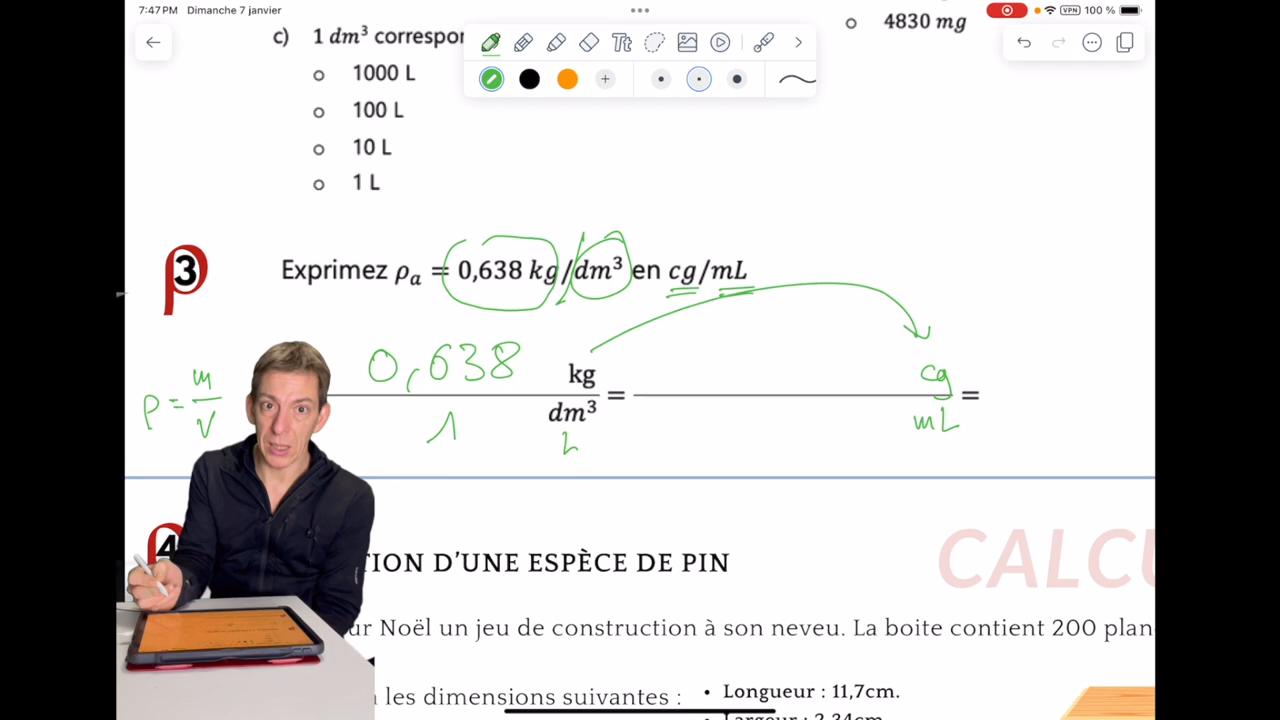 7:47 PM Dimanche 7 janvier
VPN 100 %
c) 1 dm³ correspor
4830 mg
Tt
1000 L
100 L
10 L
1 L
3 Exprimez ρₐ = 0,638 kg/dm³ en cg/mL
ρ = m/V
0,638 kg
1 dm³
L
=
cg
mL
=
4
TION D'UNE ESPÈCE DE PIN
CALCU
ur Noël un jeu de construction à son neveu. La boite contient 200 plan
les dimensions suivantes :
• Longueur : 11,7cm.